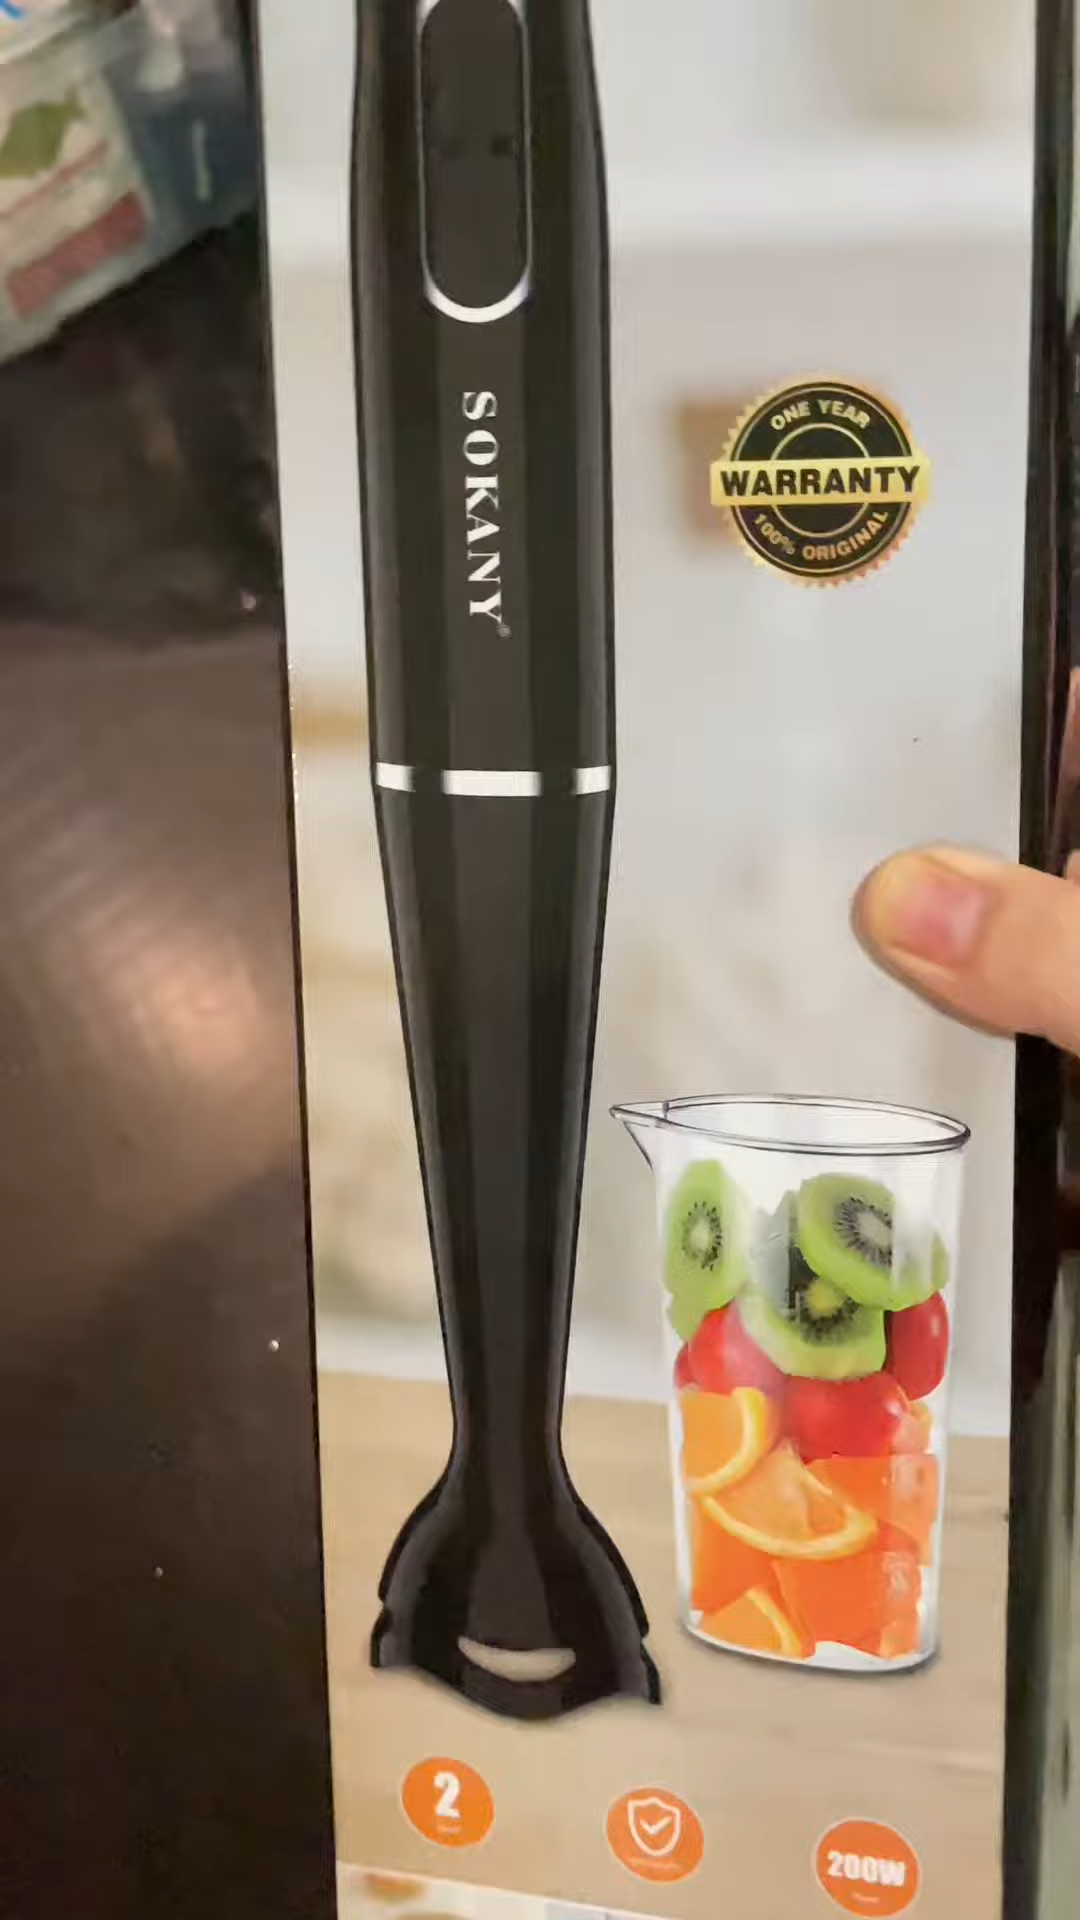 SOKANY®
ONE YEAR
WARRANTY
100% ORIGINAL
2
200W